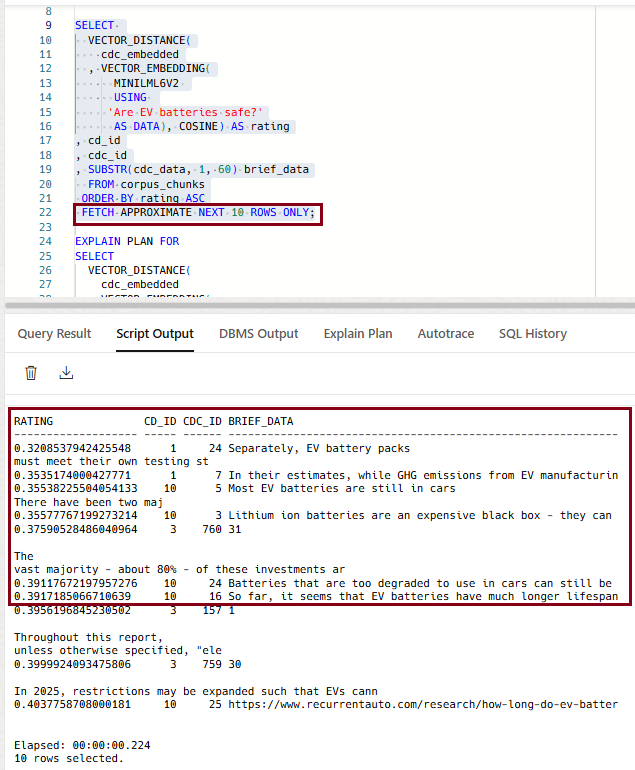 8
9 SELECT
10 VECTOR_DISTANCE(
11 cdc_embedded
12 , VECTOR_EMBEDDING(
13 MINILML6V2
14 USING
15 'Are EV batteries safe?'
16 AS DATA), COSINE) AS rating
17 , cd_id
18 , cdc_id
19 , SUBSTR(cdc_data, 1, 60) brief_data
20 FROM corpus_chunks
21 ORDER BY rating ASC
22 FETCH APPROXIMATE NEXT 10 ROWS ONLY;
23
24 EXPLAIN PLAN FOR
25 SELECT
26 VECTOR_DISTANCE(
27 cdc_embedded
28 VECTOR_EMBEDDING(
Query Result Script Output DBMS Output Explain Plan Autotrace SQL History
RATING CD_ID CDC_ID BRIEF_DATA
------------------- ----- ------ ------------------------------------------------------------
0.3208537942425548 1 24 Separately, EV battery packs
must meet their own testing st
0.3535174000427771 1 7 In their estimates, while GHG emissions from EV manufacturin
0.35538225504054133 10 5 Most EV batteries are still in cars
There have been two maj
0.35577767199273214 10 3 Lithium ion batteries are an expensive black box - they can
0.37590528486040964 3 760 31
The
vast majority - about 80% - of these investments ar
0.39117672197957276 10 24 Batteries that are too degraded to use in cars can still be
0.3917185066710639 10 16 So far, it seems that EV batteries have much longer lifespan
0.3956196845230502 3 157 1
Throughout this report,
unless otherwise specified, "ele
0.3999924093475806 3 759 30
In 2025, restrictions may be expanded such that EVs cann
0.4037758708000181 10 25 https://www.recurrentauto.com/research/how-long-do-ev-batter
Elapsed: 00:00:00.224
10 rows selected.